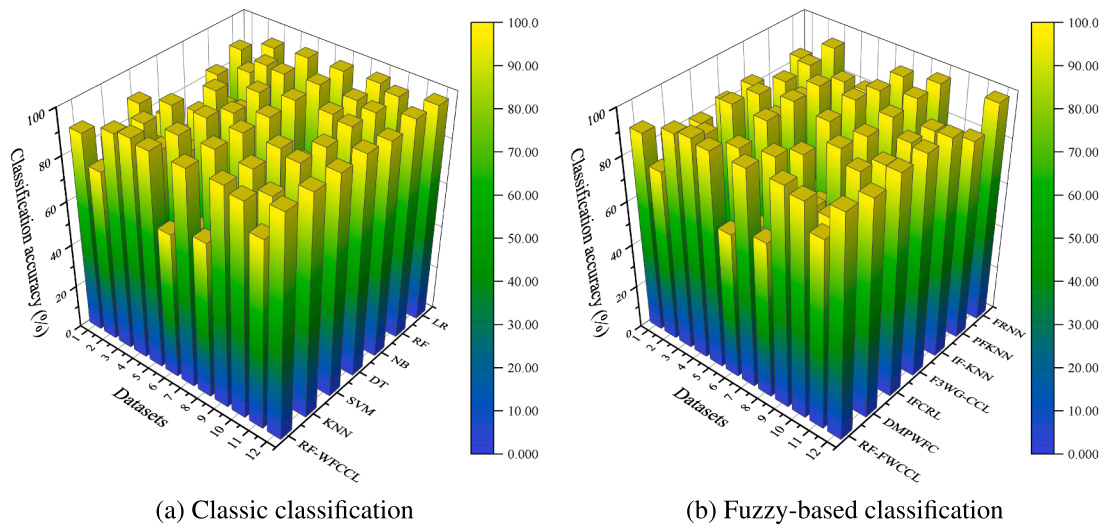 100
80
60
40
20
0
Classification accuracy (%)
1
2
3
4
5
6
7
8
9
10
11
12
Datasets
RF-WFCCL
KNN
SVM
DT
NB
RF
LR
100.0
90.00
80.00
70.00
60.00
50.00
40.00
30.00
20.00
10.00
0.000
(a) Classic classification
100
80
60
40
20
0
Classification accuracy (%)
1
2
3
4
5
6
7
8
9
10
11
12
Datasets
RF-FWCCL
DMPWFC
IFCRL
F3WG-CCL
IF-KNN
PFKNN
FRNN
100.0
90.00
80.00
70.00
60.00
50.00
40.00
30.00
20.00
10.00
0.000
(b) Fuzzy-based classification